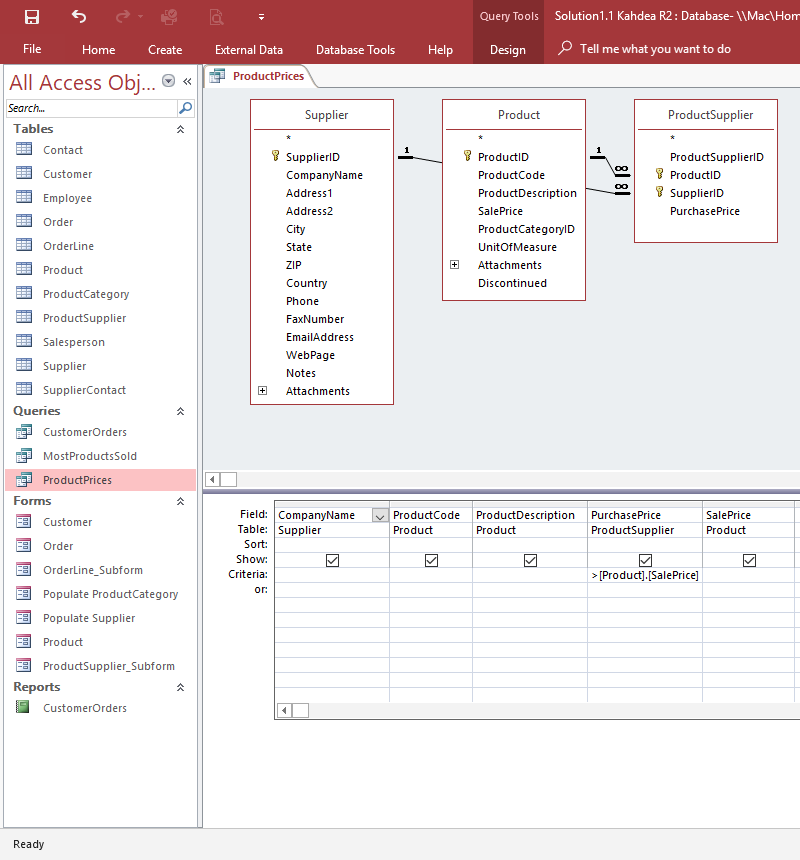 Query Tools
Solution1.1 Kahdea R2 : Database- \\Mac\Hom
File Home Create External Data Database Tools Help Design Tell me what you want to do
All Access Obj... «
Search...
Tables
Contact
Customer
Employee
Order
OrderLine
Product
ProductCategory
ProductSupplier
Salesperson
Supplier
SupplierContact
Queries
CustomerOrders
MostProductsSold
ProductPrices
Forms
Customer
Order
OrderLine_Subform
Populate ProductCategory
Populate Supplier
Product
ProductSupplier_Subform
Reports
CustomerOrders
ProductPrices
Supplier
*
SupplierID
CompanyName
Address1
Address2
City
State
ZIP
Country
Phone
FaxNumber
EmailAddress
WebPage
Notes
Attachments
1
Product
*
ProductID
ProductCode
ProductDescription
SalePrice
ProductCategoryID
UnitOfMeasure
Attachments
Discontinued
1
∞
∞
ProductSupplier
*
ProductSupplierID
ProductID
SupplierID
PurchasePrice
Field: CompanyName ProductCode ProductDescription PurchasePrice SalePrice
Table: Supplier Product Product ProductSupplier Product
Sort:
Show:
Criteria: >[Product].[SalePrice]
or:
Ready